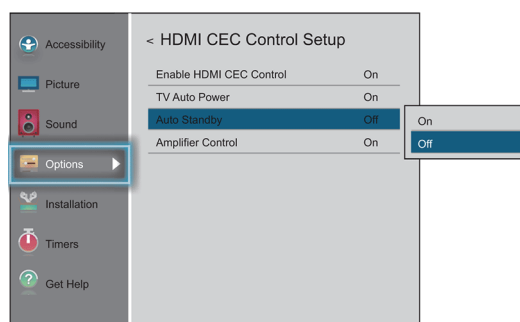 Accessibility
Picture
Sound
Options
Installation
Timers
? Get Help
< HDMI CEC Control Setup
Enable HDMI CEC Control On
TV Auto Power On
Auto Standby Off
Amplifier Control On
On
Off